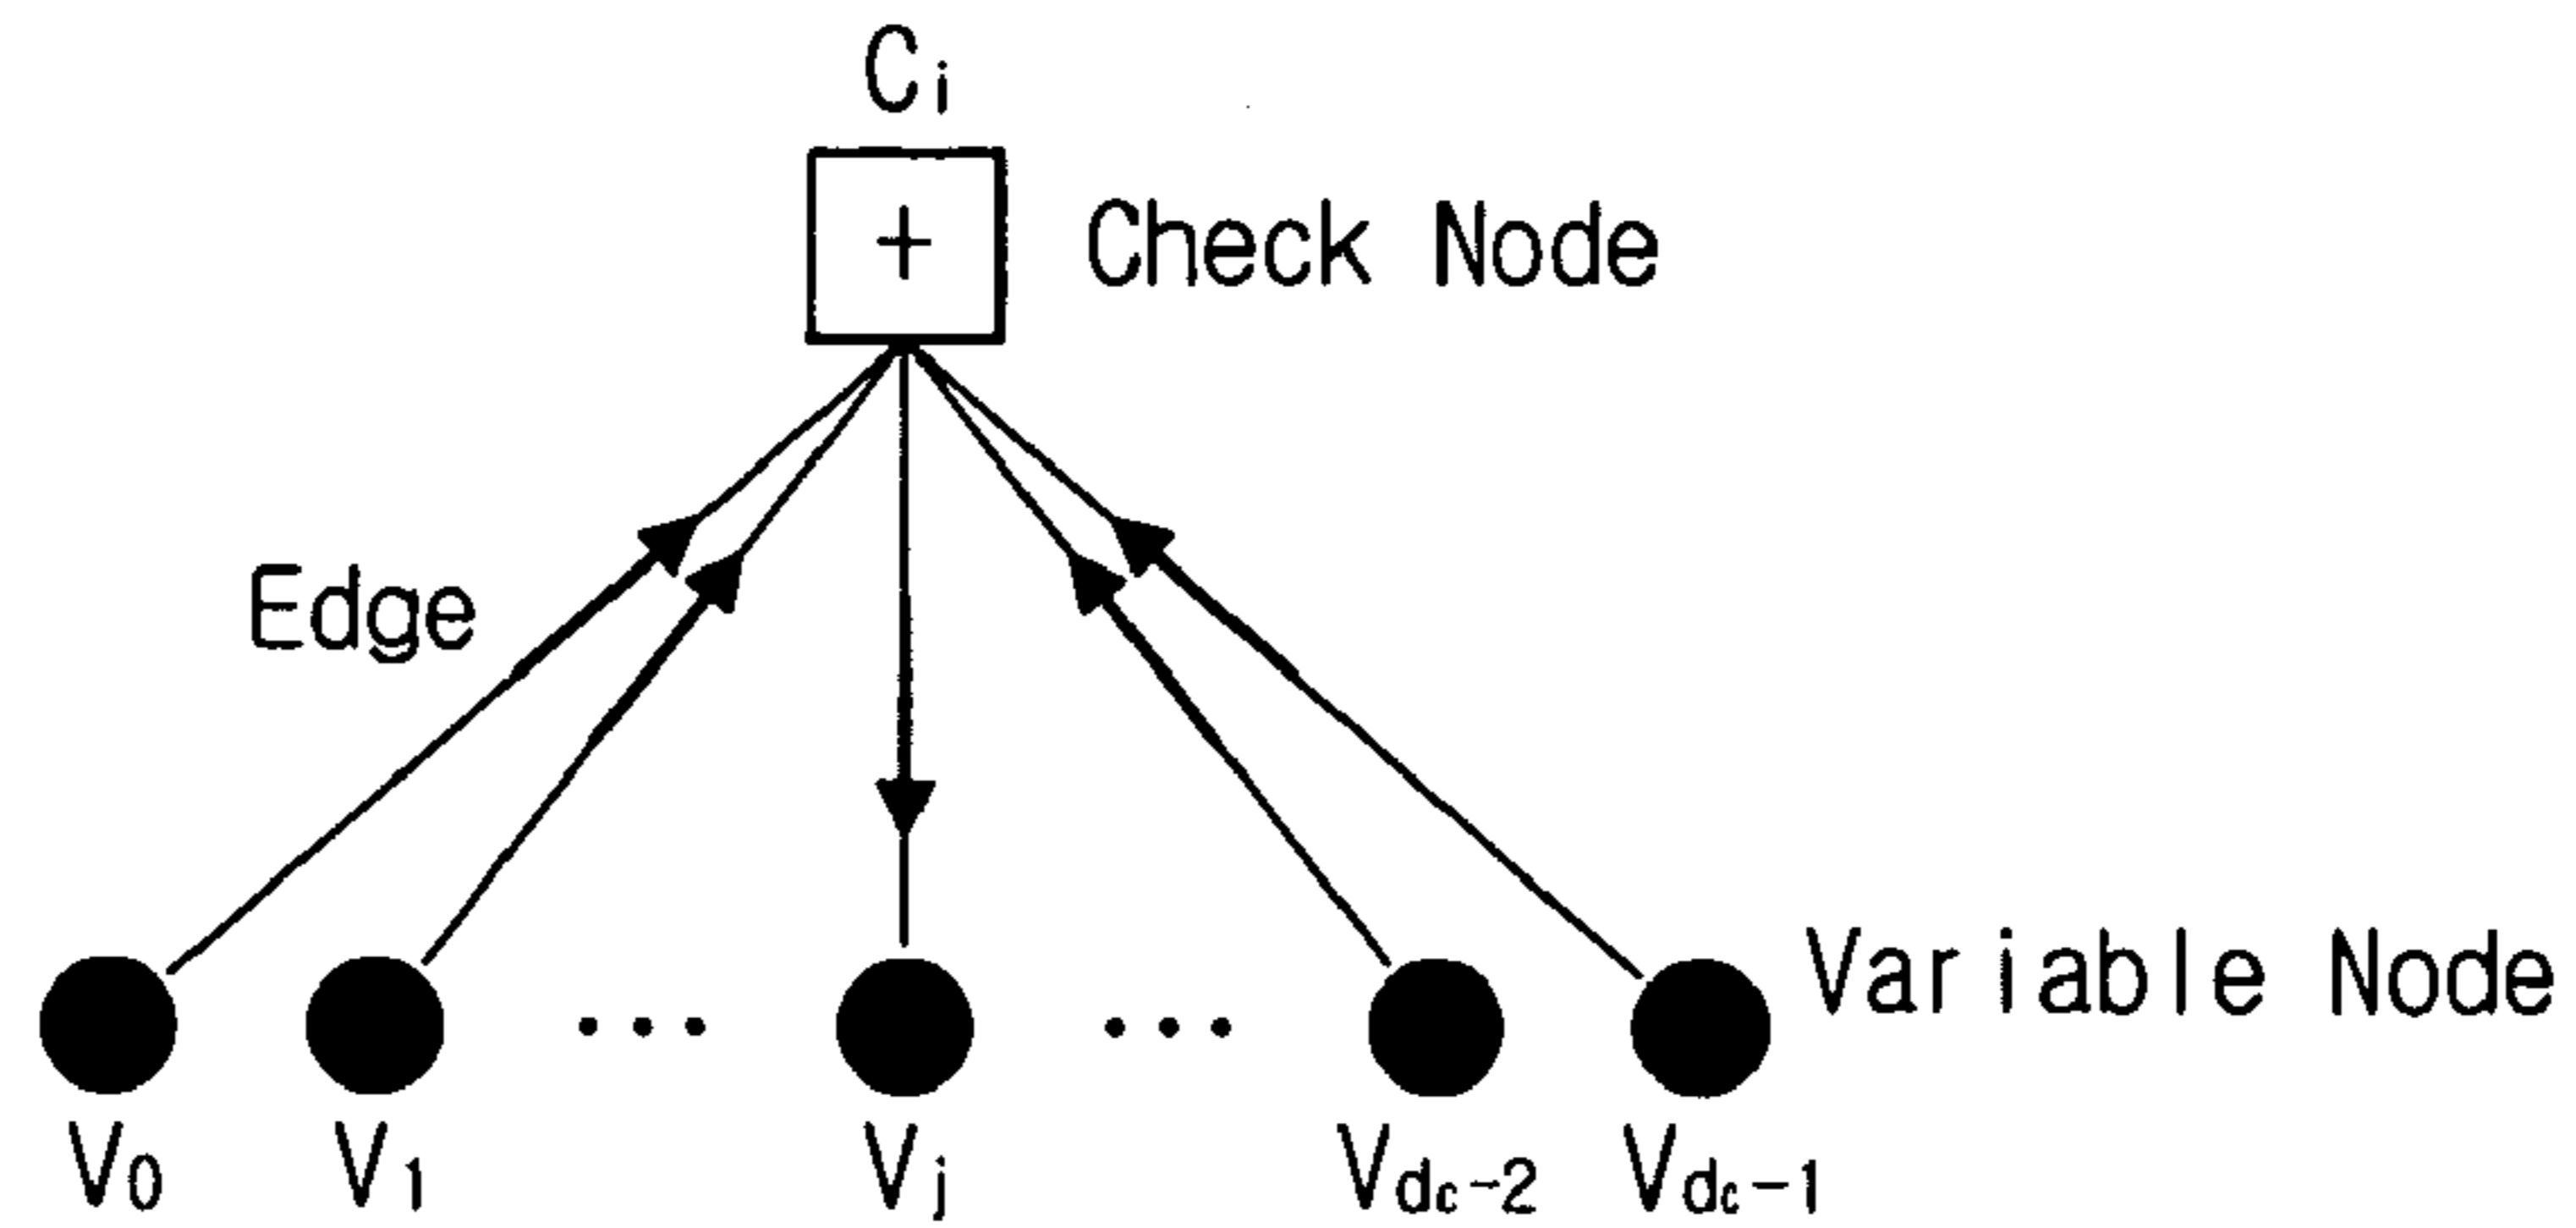 Ci
+
Check Node
Edge
Variable Node
V0 V1 ... Vj ... Vdc-2 Vdc-1